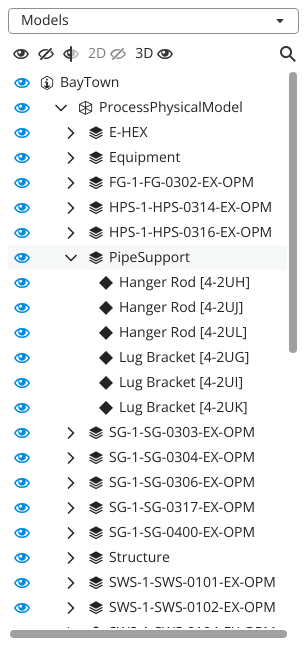 Models
2D 3D
BayTown
ProcessPhysicalModel
E-HEX
Equipment
FG-1-FG-0302-EX-OPM
HPS-1-HPS-0314-EX-OPM
HPS-1-HPS-0316-EX-OPM
PipeSupport
Hanger Rod [4-2UH]
Hanger Rod [4-2UJ]
Hanger Rod [4-2UL]
Lug Bracket [4-2UG]
Lug Bracket [4-2UI]
Lug Bracket [4-2UK]
SG-1-SG-0303-EX-OPM
SG-1-SG-0304-EX-OPM
SG-1-SG-0306-EX-OPM
SG-1-SG-0317-EX-OPM
SG-1-SG-0400-EX-OPM
Structure
SWS-1-SWS-0101-EX-OPM
SWS-1-SWS-0102-EX-OPM